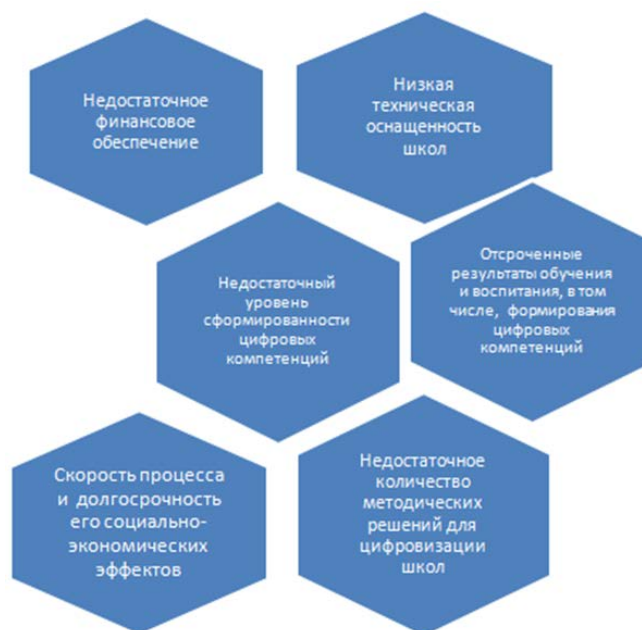 Недостаточное
финансовое
обеспечение
Низкая
техническая
оснащенность
школ
Недостаточный
уровень
сформированности
цифровых
компетенций
Отсроченные
результаты обучения
и воспитания, в том
числе, формирования
цифровых
компетенций
Скорость процесса
и долгосрочность
его социально-
экономических
эффектов
Недостаточное
количество
методических
решений для
цифровизации
школ